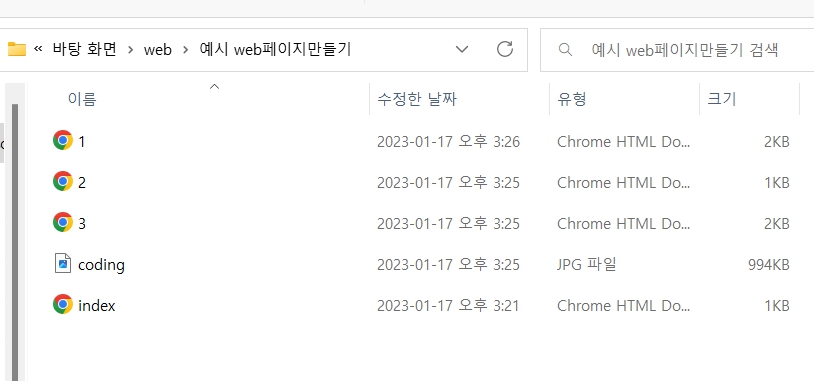 « 바탕 화면 > web > 예시 web페이지만들기
예시 web페이지만들기 검색
이름 수정한 날짜 유형 크기
1 2023-01-17 오후 3:26 Chrome HTML Do... 2KB
2 2023-01-17 오후 3:25 Chrome HTML Do... 1KB
3 2023-01-17 오후 3:25 Chrome HTML Do... 2KB
coding 2023-01-17 오후 3:25 JPG 파일 994KB
index 2023-01-17 오후 3:21 Chrome HTML Do... 1KB